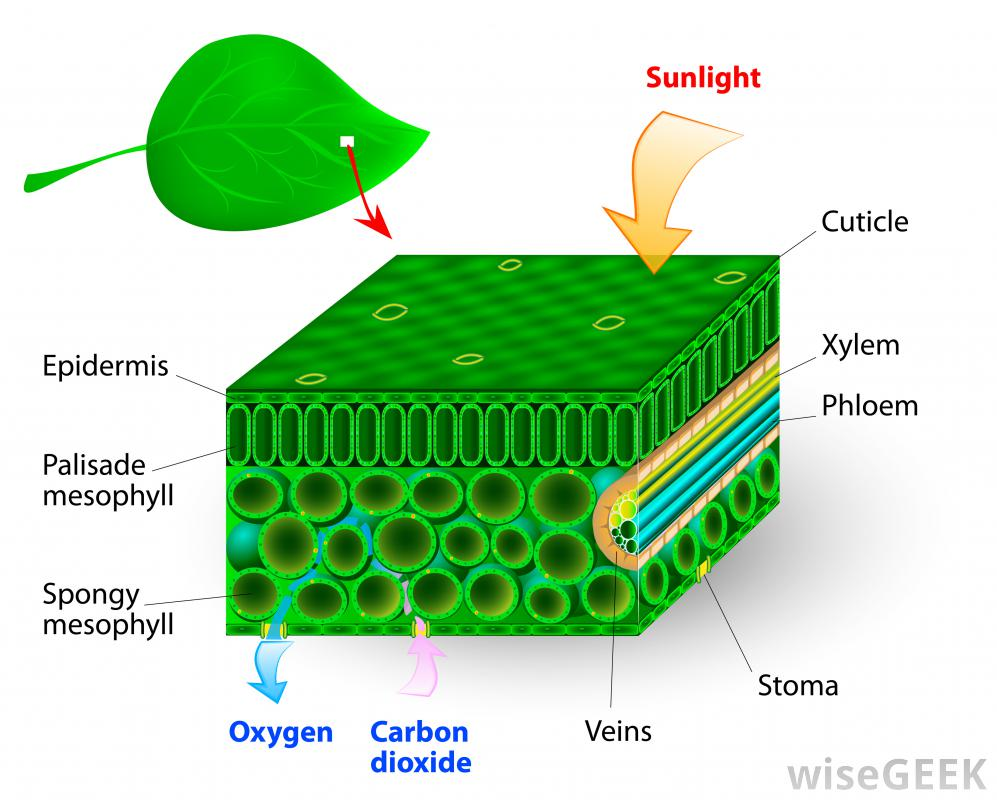 Sunlight
Cuticle
Xylem
Phloem
Epidermis
Palisade
mesophyll
Spongy
mesophyll
Stoma
Veins
Oxygen
Carbon
dioxide
wiseGEEK